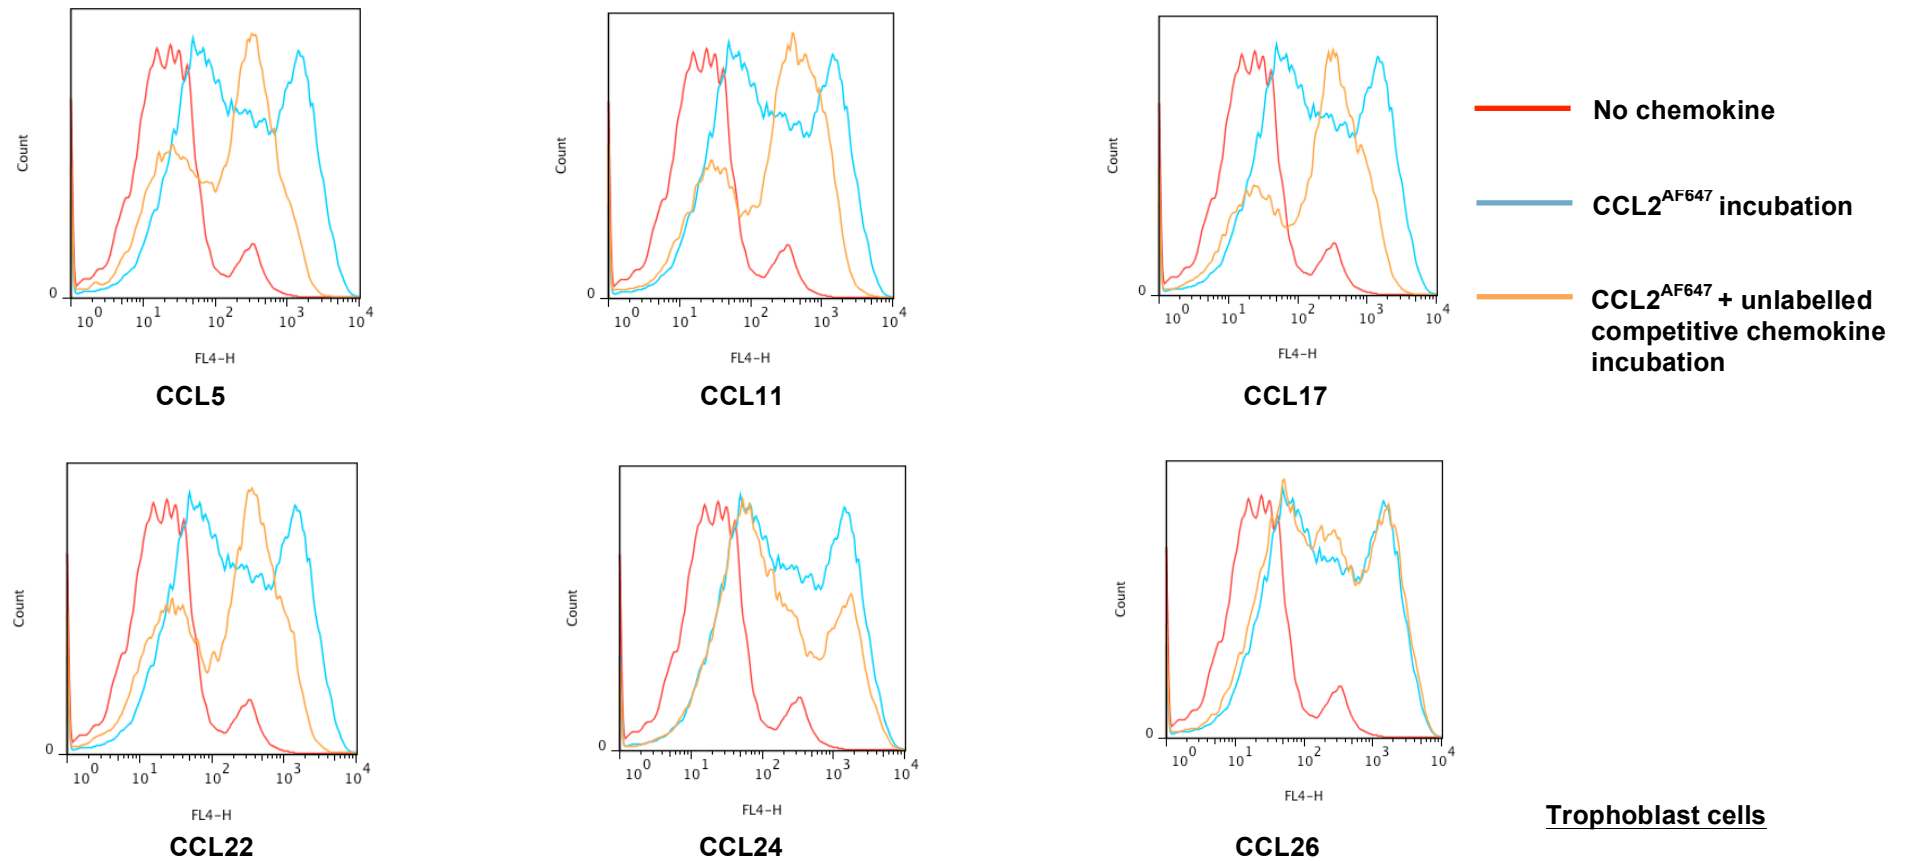 Count
0
10^0 10^1 10^2 10^3 10^4
FL4-H
CCL5
Count
0
10^0 10^1 10^2 10^3 10^4
FL4-H
CCL11
Count
0
10^0 10^1 10^2 10^3 10^4
FL4-H
CCL17
No chemokine
CCL2^AF647 incubation
CCL2^AF647 + unlabelled
competitive chemokine
incubation
Count
0
10^0 10^1 10^2 10^3 10^4
FL4-H
CCL22
Count
0
10^0 10^1 10^2 10^3 10^4
FL4-H
CCL24
Count
0
10^0 10^1 10^2 10^3 10^4
FL4-H
CCL26
Trophoblast cells